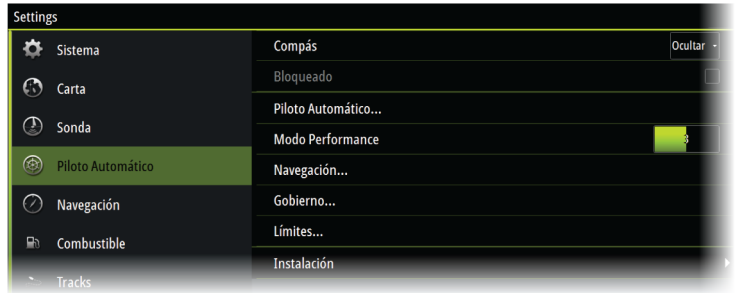 Settings
Sistema
Carta
Sonda
Piloto Automático
Navegación
Combustible
Tracks
Compás
Ocultar
Bloqueado
Piloto Automático...
Modo Performance
3
Navegación...
Gobierno...
Límites...
Instalación